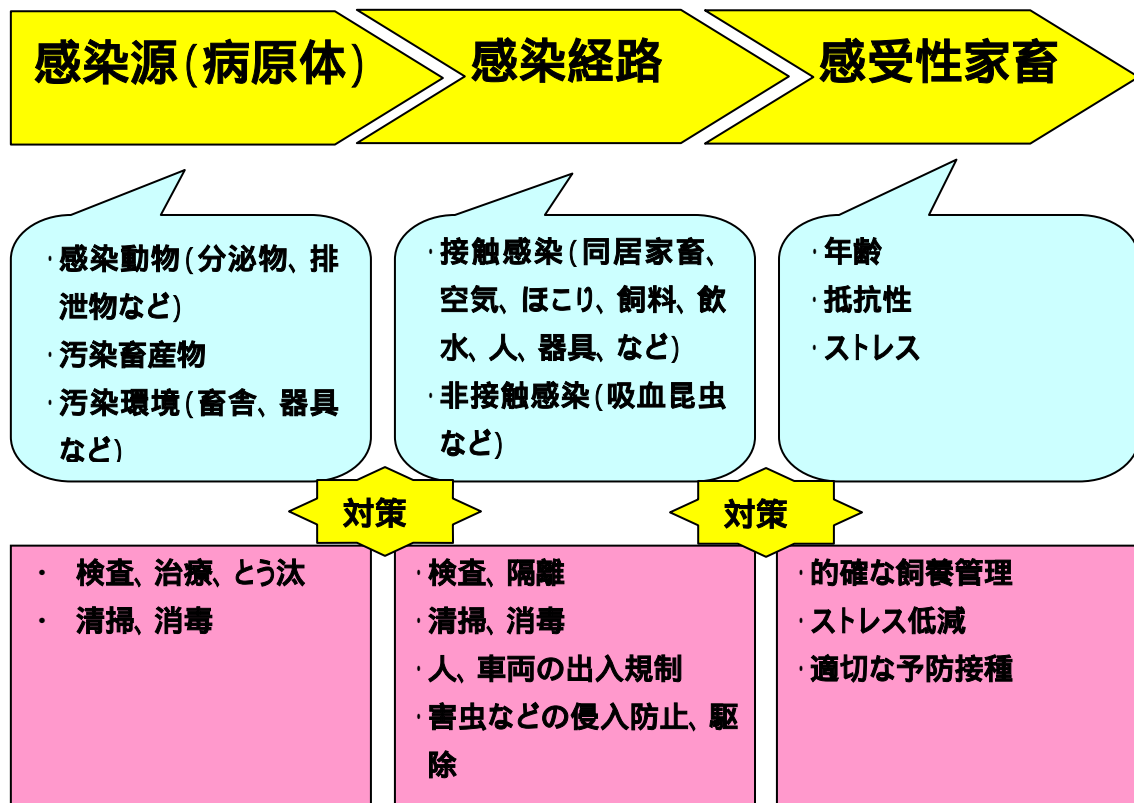 感染源(病原体)
感染経路
感受性家畜
・感染動物(分泌物、排
泄物など)
・汚染畜産物
・汚染環境(畜舎、器具
など)
・接触感染(同居家畜、
空気、ほこり、飼料、飲
水、人、器具、など)
・非接触感染(吸血昆虫
など)
・年齢
・抵抗性
・ストレス
対策
対策
・ 検査、治療、とう汰
・ 清掃、消毒
・検査、隔離
・清掃、消毒
・人、車両の出入規制
・害虫などの侵入防止、駆
除
・的確な飼養管理
・ストレス低減
・適切な予防接種